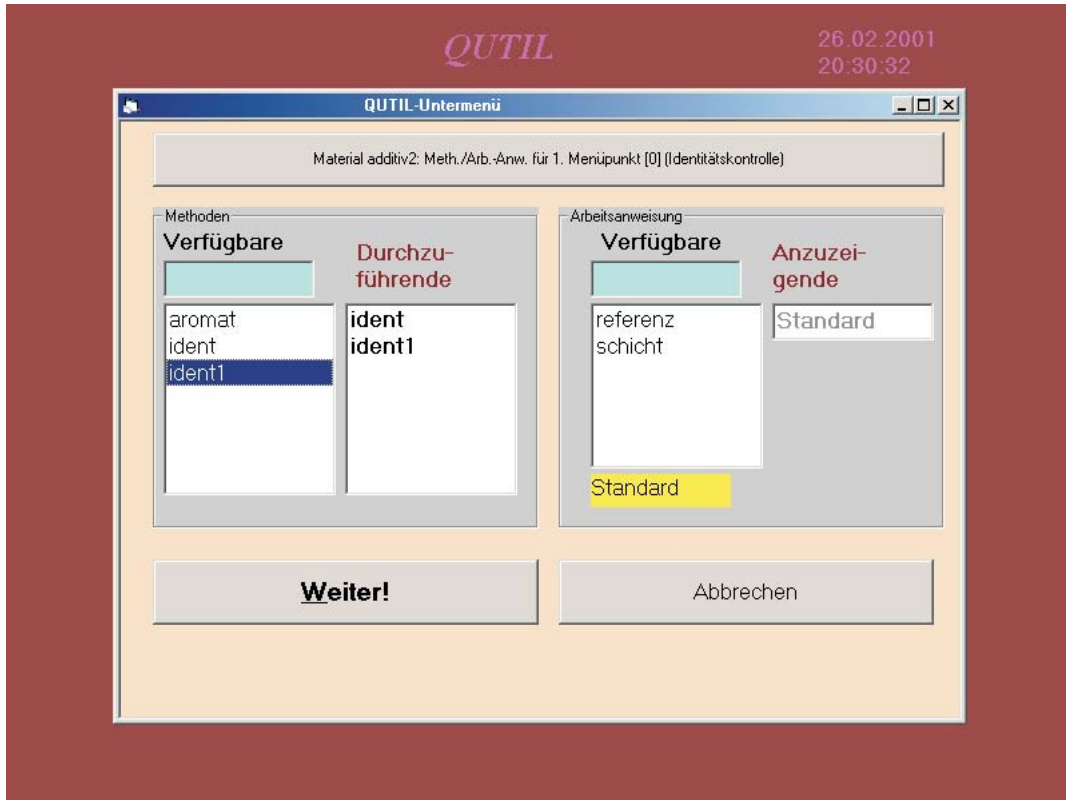 QUTIL
26.02.2001
20:30:32
QUTIL-Untermenü
Material additiv2: Meth./Arb.-Anw. für 1. Menüpunkt [0] (Identitätskontrolle)
Methoden
Verfügbare
Durchzu-
führende
aromat
ident
ident1
ident
ident1
Arbeitsanweisung
Verfügbare
Anzuzei-
gende
referenz
schicht
Standard
Standard
Weiter!
Abbrechen